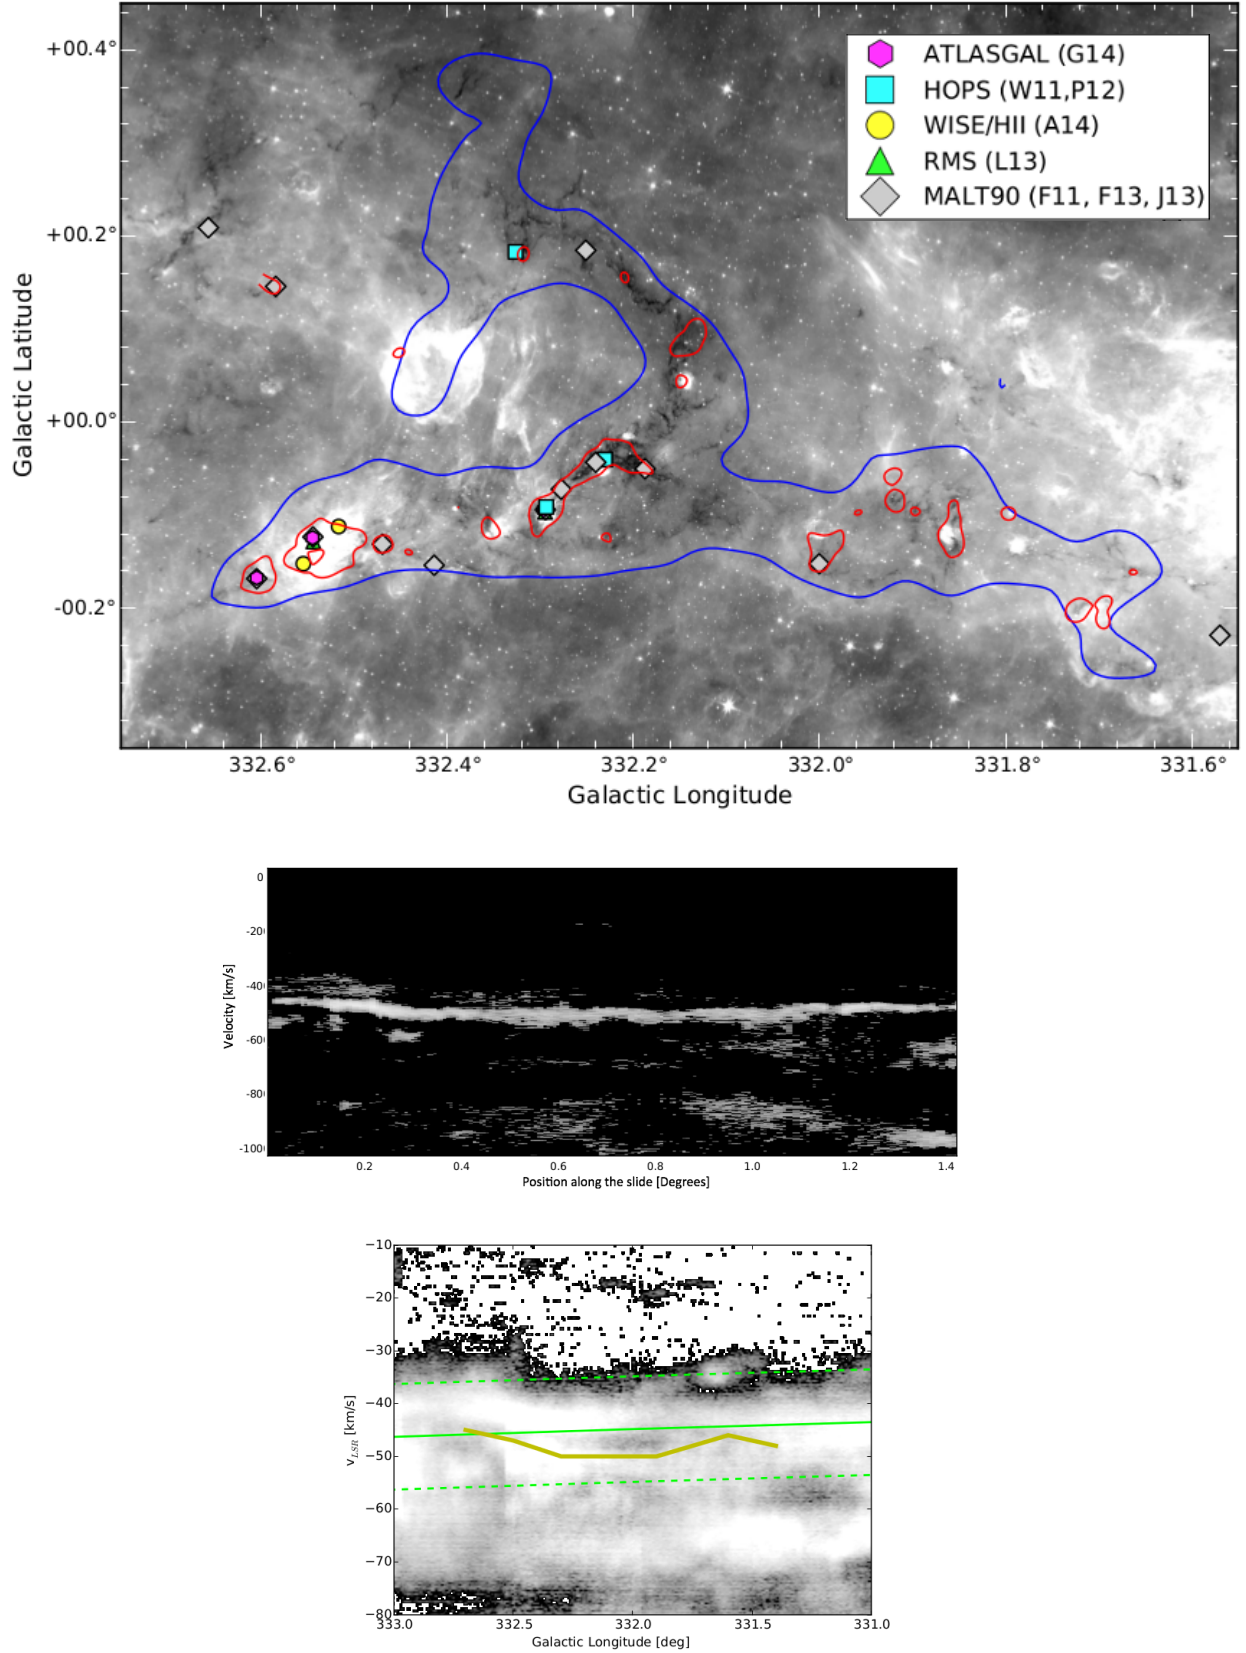 +00.4°
+00.2°
+00.0°
-00.2°
Galactic Latitude
ATLASGAL (G14)
HOPS (W11,P12)
WISE/HII (A14)
RMS (L13)
MALT90 (F11, F13, J13)
332.6° 332.4° 332.2° 332.0° 331.8° 331.6°
Galactic Longitude
0
-20
-40
-60
-80
-100
Velocity [km/s]
0.2 0.4 0.6 0.8 1.0 1.2 1.4
Position along the slide [Degrees]
−10
−20
−30
−40
−50
−60
−70
−80
v_LSR [km/s]
333.0 332.5 332.0 331.5 331.0
Galactic Longitude [deg]